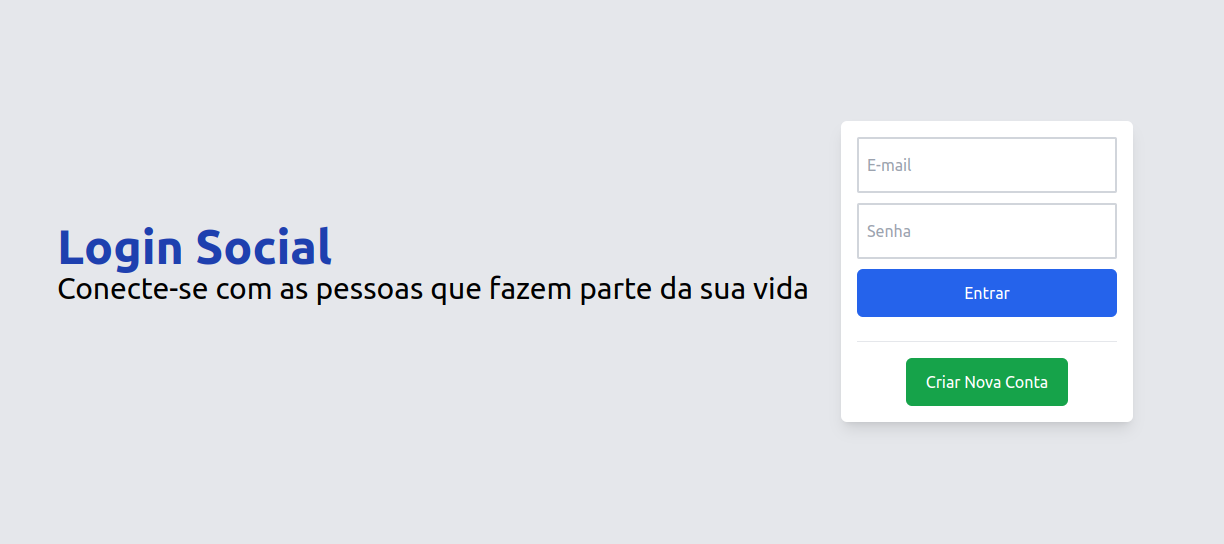 Login Social
Conecte-se com as pessoas que fazem parte da sua vida
E-mail
Senha
Entrar
Criar Nova Conta